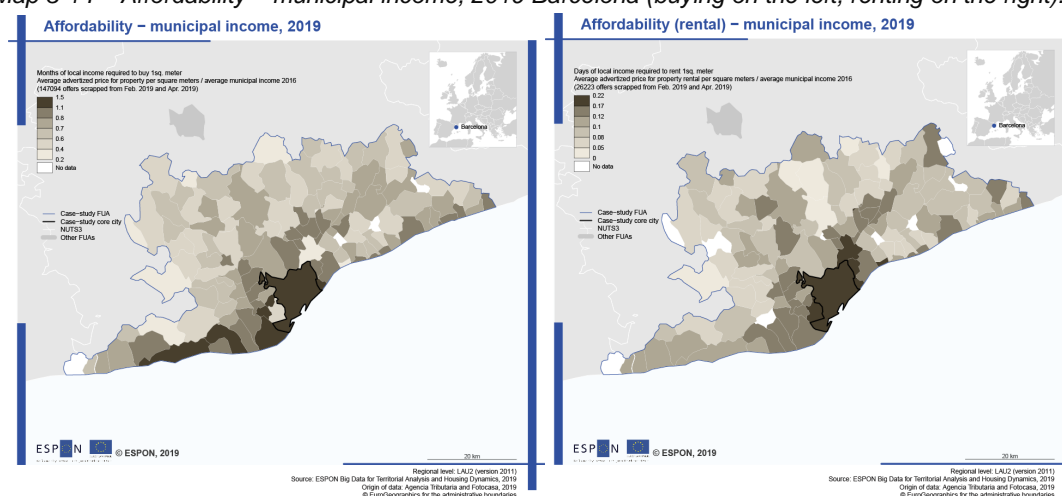 Affordability – municipal income, 2019 Barcelona (buying on the left, renting on the right).
Affordability − municipal income, 2019
Months of local income required to buy 1sq. meter
Average advertized price for property per square meters / average municipal income 2016
(147094 offers scrapped from Feb. 2019 and Apr. 2019)
1.5
1.1
0.8
0.7
0.6
0.4
0.2
No data
Barcelona
Case−study FUA
Case−study core city
NUTS3
Other FUAs
ESPON
© ESPON, 2019
20 km
Regional level: LAU2 (version 2011)
Source: ESPON Big Data for Territorial Analysis and Housing Dynamics, 2019
Origin of data: Agencia Tributaria and Fotocasa, 2019
© EuroGeographics for the administrative boundaries
Affordability (rental) − municipal income, 2019
Days of local income required to rent 1sq. meter
Average advertized price for property rental per square meters / average municipal income 2016
(26223 offers scrapped from Feb. 2019 and Apr. 2019)
0.22
0.17
0.12
0.1
0.08
0.05
0
No data
Barcelona
Case−study FUA
Case−study core city
NUTS3
Other FUAs
ESPON
© ESPON, 2019
20 km
Regional level: LAU2 (version 2011)
Source: ESPON Big Data for Territorial Analysis and Housing Dynamics, 2019
Origin of data: Agencia Tributaria and Fotocasa, 2019
© EuroGeographics for the administrative boundaries